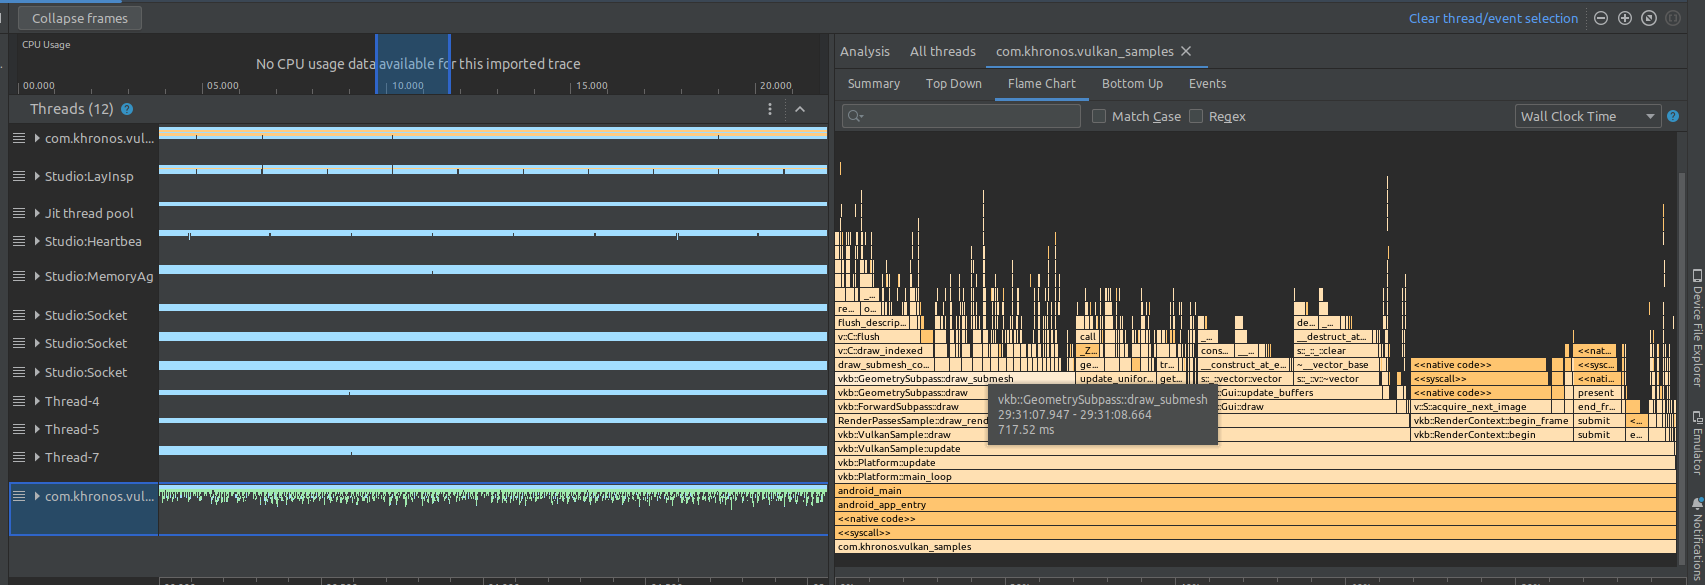 Collapse frames
Clear thread/event selection
CPU Usage
No CPU usage data available for this imported trace
00.000 05.000 10.000 15.000 20.000
Threads (12)
com.khronos.vul...
Studio:LayInsp
Jit thread pool
Studio:Heartbea
Studio:MemoryAg
Studio:Socket
Studio:Socket
Studio:Socket
Thread-4
Thread-5
Thread-7
com.khronos.vul...
Analysis All threads com.khronos.vulkan_samples
Summary Top Down Flame Chart Bottom Up Events
Match Case Regex Wall Clock Time
_...
re... o... de... _...
flush_descrip...
v::C::flush call _... __destruct_at...
v::C::draw_indexed _Z... cons... __... s::_::clear <<nat...
draw_submesh_co... ge... tr... __construct_at_e... ~__vector_base <<native code>> <<sysc...
vkb::GeometrySubpass::draw_submesh update_unifor... get... s::_::vector::vector s::_::v::~vector <<syscall>> <<nati...
vkb::GeometrySubpass::draw ::Gui::update_buffers <<native code>> present
vkb::ForwardSubpass::draw ::Gui::draw v::S::acquire_next_image end_fr...
RenderPassesSample::draw_rend vkb::RenderContext::begin_frame submit <...
vkb::VulkanSample::draw vkb::RenderContext::begin submit e...
vkb::VulkanSample::update
vkb::Platform::update
vkb::Platform::main_loop
android_main
android_app_entry
<<native code>>
<<syscall>>
com.khronos.vulkan_samples
vkb::GeometrySubpass::draw_submesh
29:31:07.947 - 29:31:08.664
717.52 ms
Device File Explorer
Emulator
Notifications